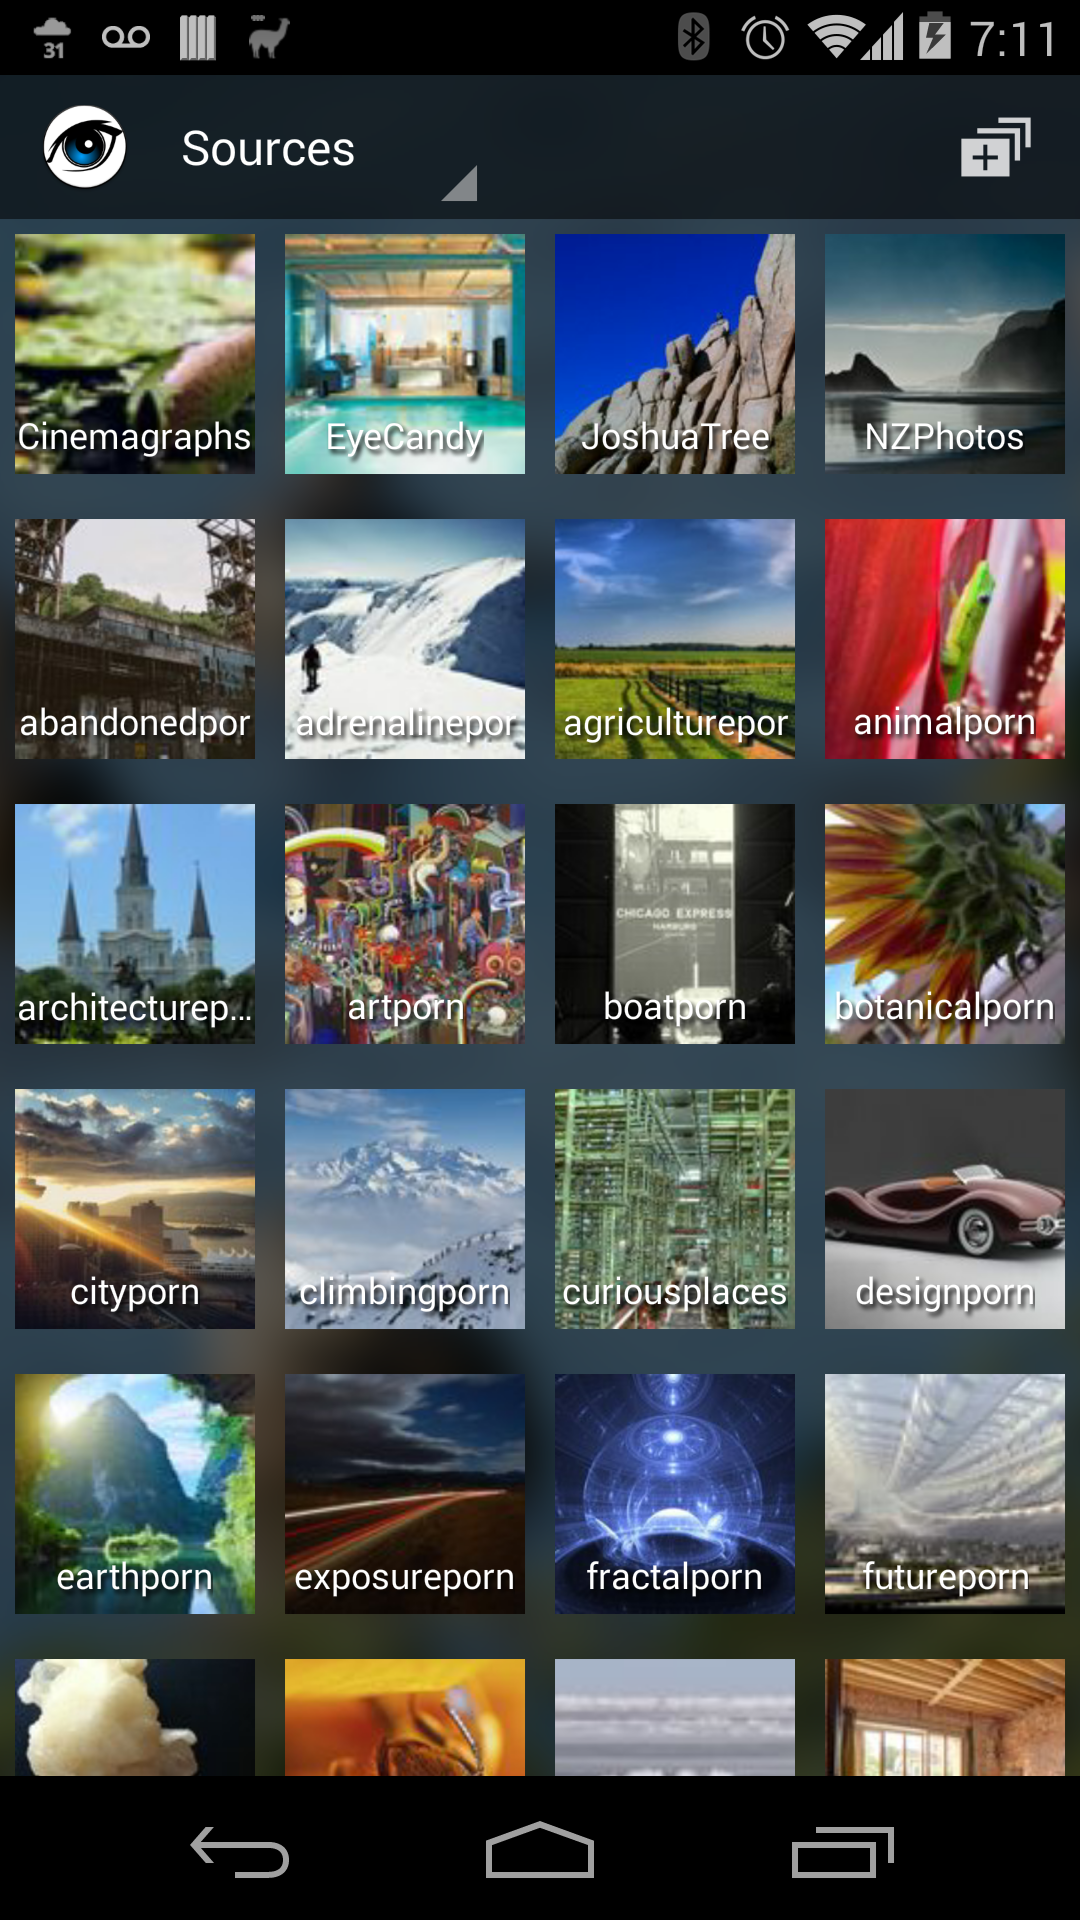 31
7:11
Sources
Cinemagraphs
EyeCandy
JoshuaTree
NZPhotos
abandonedpor
adrenalinepor
agriculturepor
animalporn
architecturep...
artporn
CHICAGO EXPRESS
HAMBURG
boatporn
botanicalporn
cityporn
climbingporn
curiousplaces
designporn
earthporn
exposureporn
fractalporn
futureporn